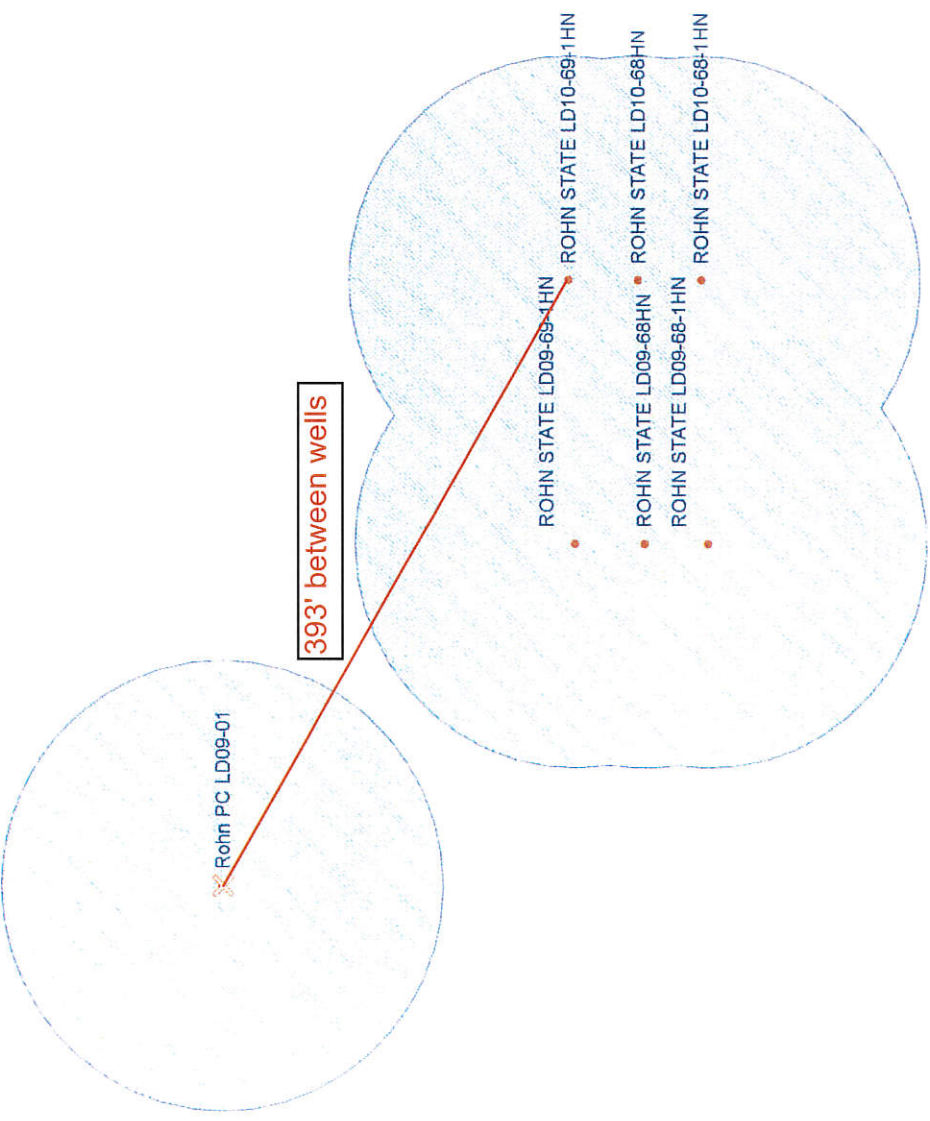 393' between wells
Rohn PC LD09-01
ROHN STATE LD09-69-1HN
ROHN STATE LD10-69-1HN
ROHN STATE LD09-68HN
ROHN STATE LD10-68HN
ROHN STATE LD09-68-1HN
ROHN STATE LD10-68-1HN